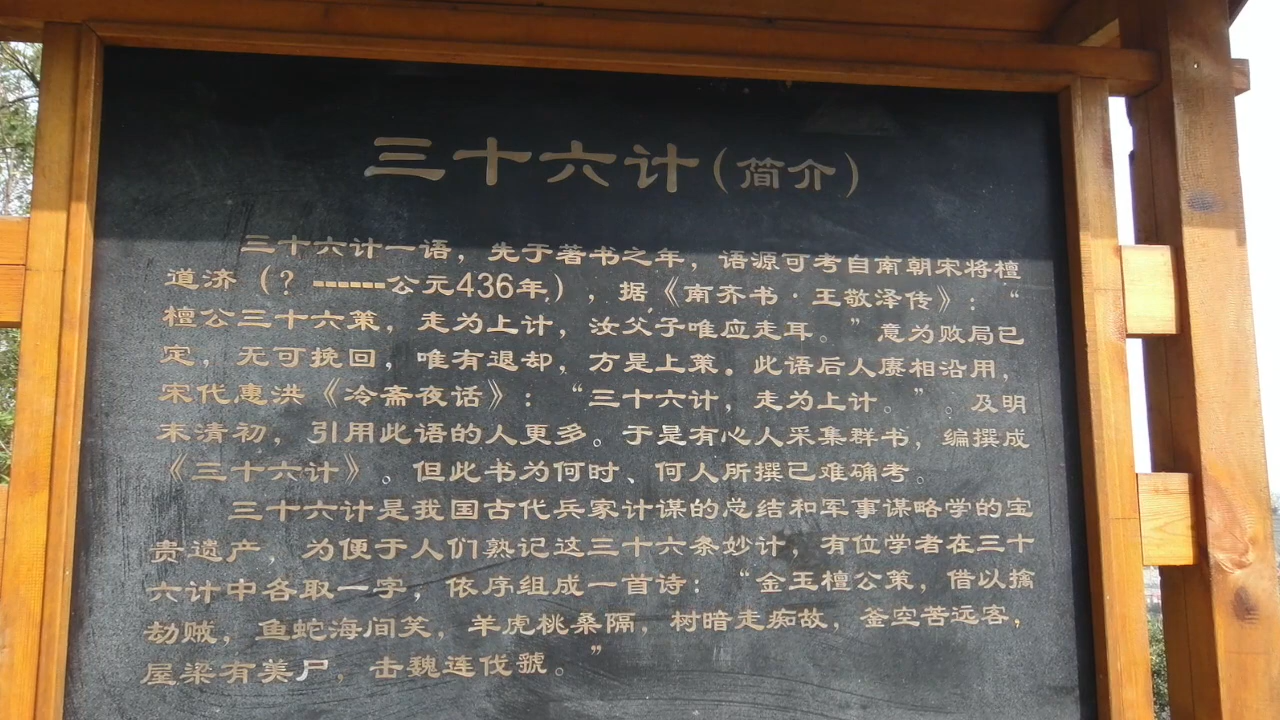 三十六计(简介)
三十六计一语，先于著书之年，语源可考自南朝宋将檀
道济（？------公元436年），据《南齐书·王敬泽传》：“
檀公三十六策，走为上计，汝父子唯应走耳。”意为败局已
定，无可挽回，唯有退却，方是上策。此语后人赓相沿用，
宋代惠洪《冷斋夜话》：“三十六计，走为上计。”。及明
末清初，引用此语的人更多。于是有心人采集群书，编撰成
《三十六计》。但此书为何时、何人所撰已难确考。
三十六计是我国古代兵家计谋的总结和军事谋略学的宝
贵遗产，为便于人们熟记这三十六条妙计，有位学者在三十
六计中各取一字，依序组成一首诗：“金玉檀公策，借以擒
劫贼，鱼蛇海间笑，羊虎桃桑隔，树暗走痴故，釜空苦远客，
屋梁有美尸，击魏连伐虢。”